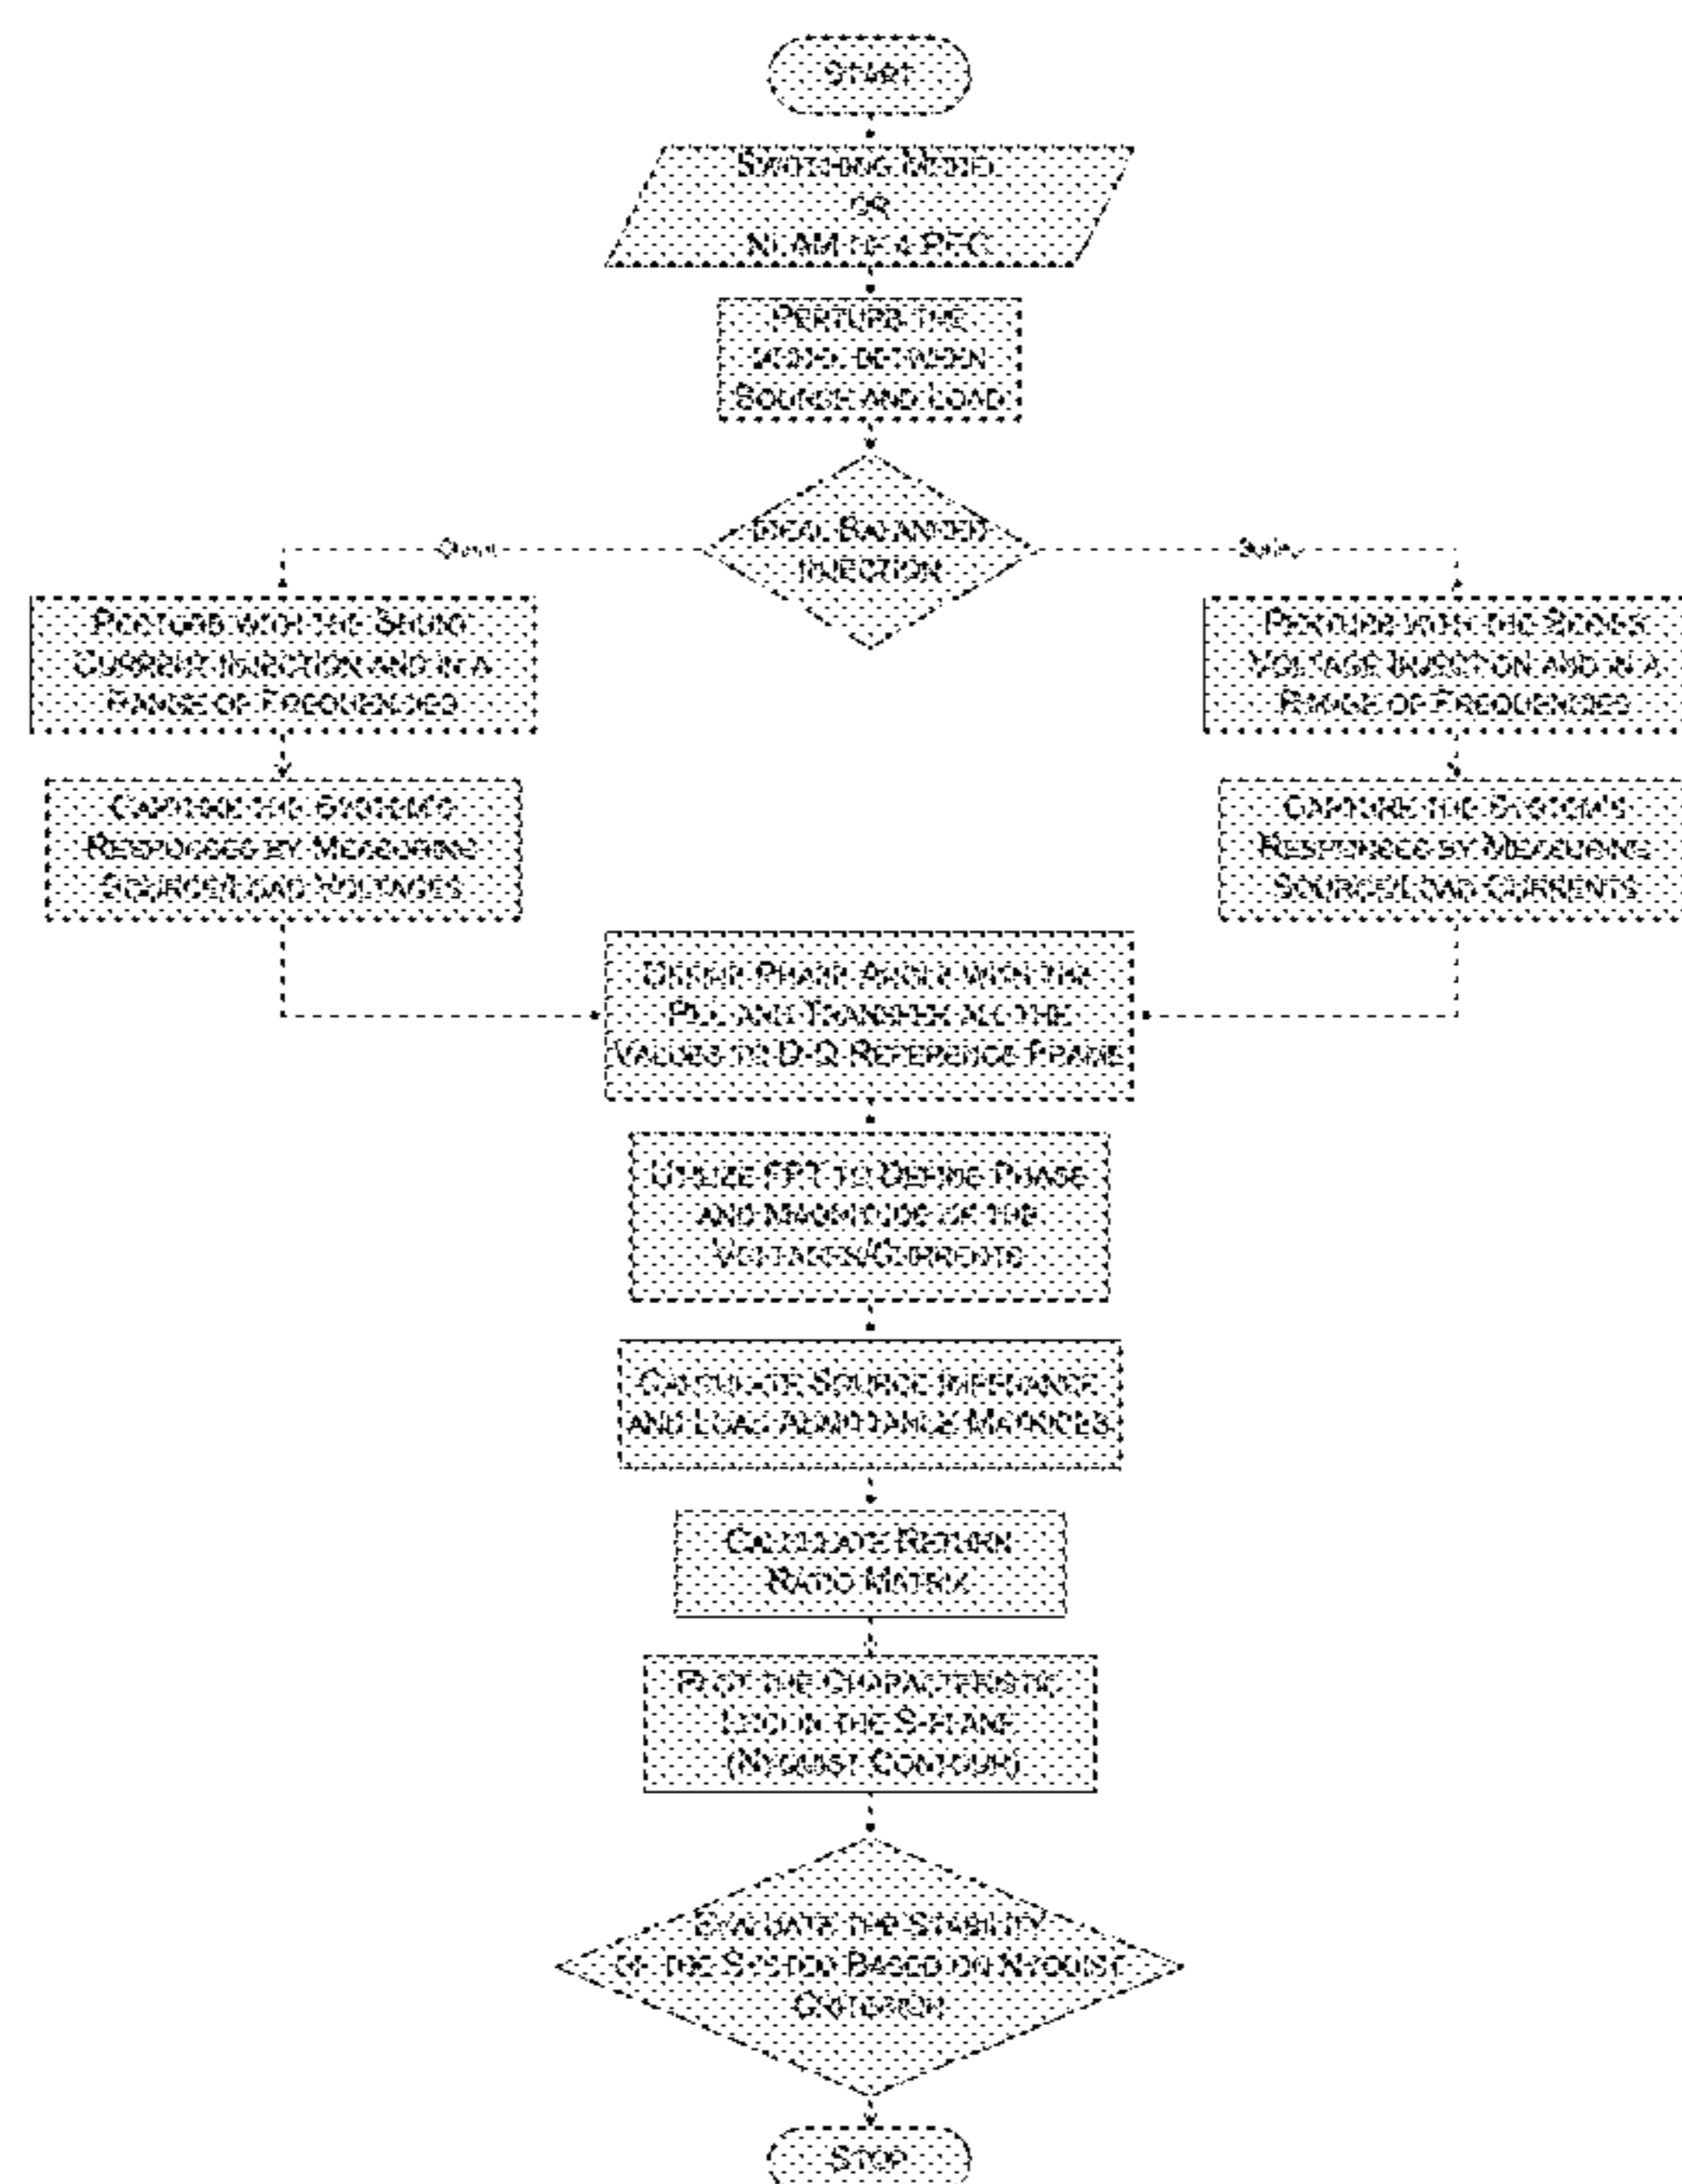 START
SWITCHING MODEL
OR
NLAM OF A PEC
PERTURB THE
MODEL BETWEEN
SOURCE AND LOAD
IDEAL BALANCED
INJECTION
Shunt
Series
PERTURB WITH THE SHUNT
CURRENT INJECTION AND IN A
RANGE OF FREQUENCIES
PERTURB WITH THE SERIES
VOLTAGE INJECTION AND IN A
RANGE OF FREQUENCIES
CAPTURE THE SYSTEM'S
RESPONSES BY MEASURING
SOURCE/LOAD VOLTAGES
CAPTURE THE SYSTEM'S
RESPONSES BY MEASURING
SOURCE/LOAD CURRENTS
DEFINE PHASE ANGLE WITH THE
PLL AND TRANSFER ALL THE
VALUES TO D-Q REFERENCE FRAME
UTILIZE FFT TO DEFINE PHASE
AND MAGNITUDE OF THE
VOLTAGES/CURRENTS
CALCULATE SOURCE IMPEDANCE
AND LOAD ADMITTANCE MATRICES
CALCULATE RETURN
RATIO MATRIX
PLOT THE CHARACTERISTIC
LOCI IN THE S-PLANE
(NYQUIST CONTOUR)
EVALUATE THE STABILITY
OF THE SYSTEM BASED ON NYQUIST
CRITERION
STOP